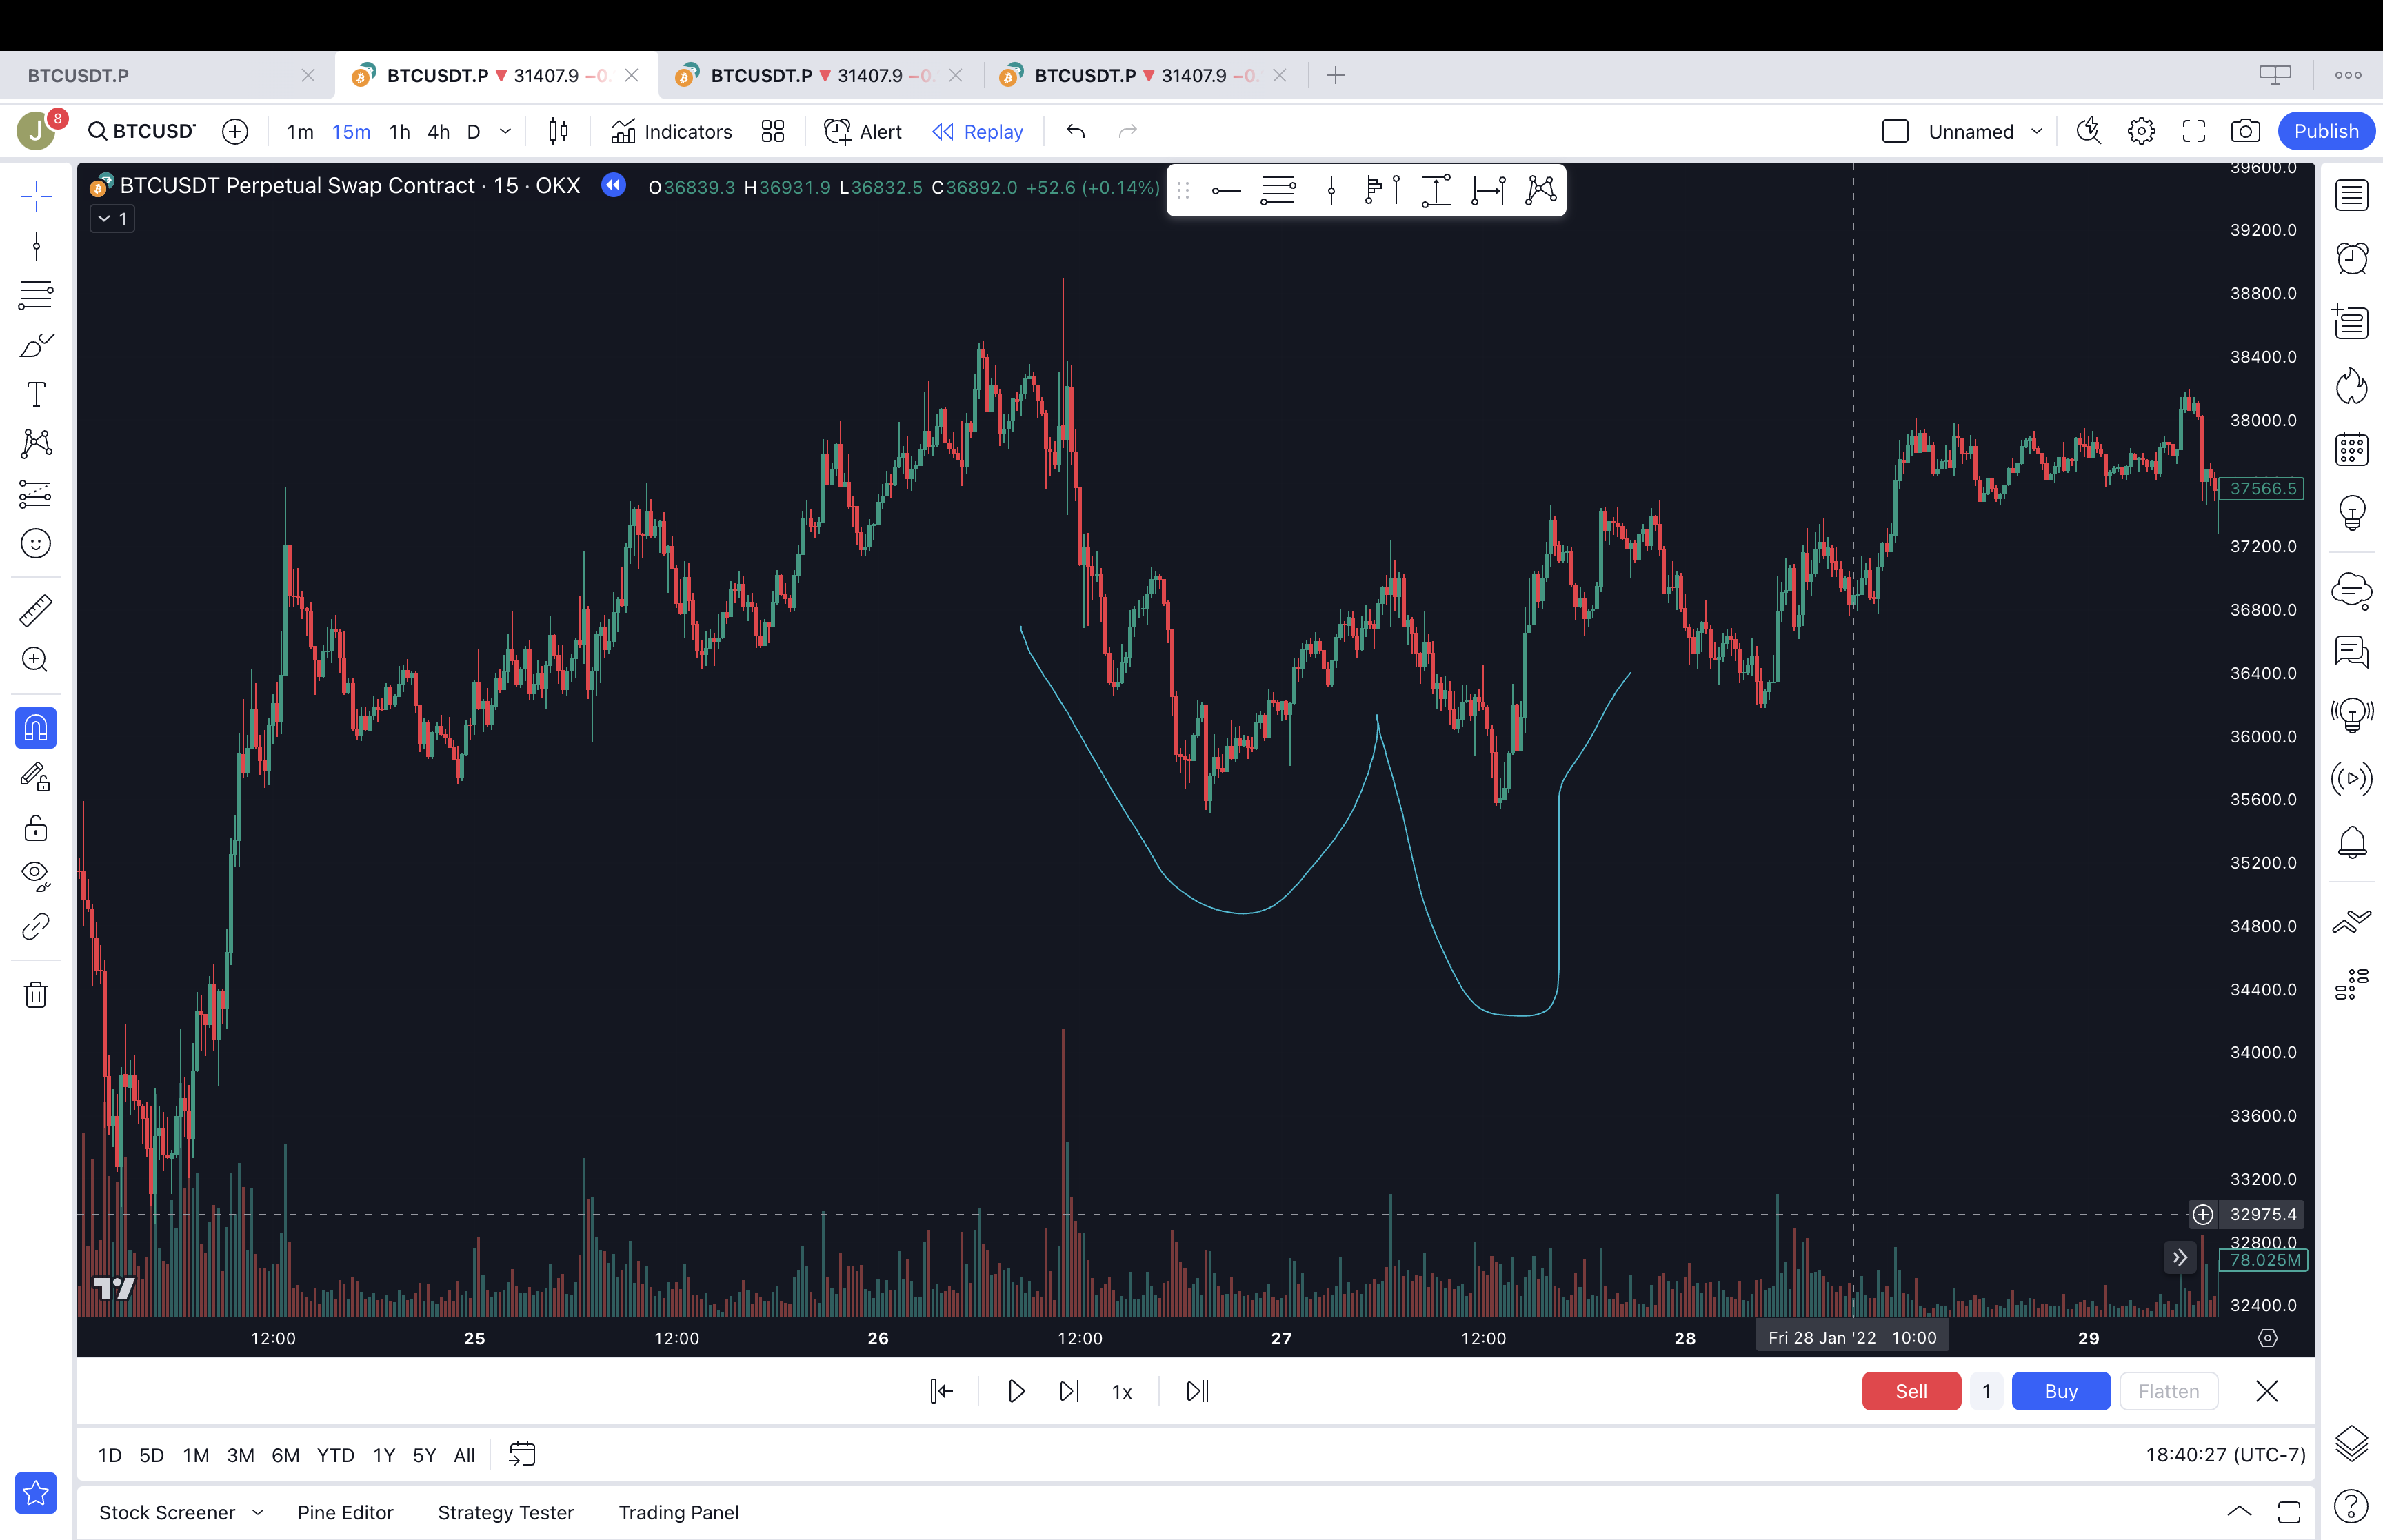 BTCUSDT.P
BTCUSDT.P ▼ 31407.9 −0.
BTCUSDT.P ▼ 31407.9 −0.
BTCUSDT.P ▼ 31407.9 −0.
J 8
BTCUSD
1m 15m 1h 4h D
Indicators
Alert
Replay
Unnamed
Publish
BTCUSDT Perpetual Swap Contract · 15 · OKX
O36839.3 H36931.9 L36832.5 C36892.0 +52.6 (+0.14%)
1
39600.0
39200.0
38800.0
38400.0
38000.0
37566.5
37200.0
36800.0
36400.0
36000.0
35600.0
35200.0
34800.0
34400.0
34000.0
33600.0
33200.0
32975.4
32800.0
78.025M
32400.0
12:00 25 12:00 26 12:00 27 12:00 28 Fri 28 Jan '22 10:00 29
1x
Sell 1 Buy Flatten
1D 5D 1M 3M 6M YTD 1Y 5Y All
18:40:27 (UTC-7)
Stock Screener Pine Editor Strategy Tester Trading Panel